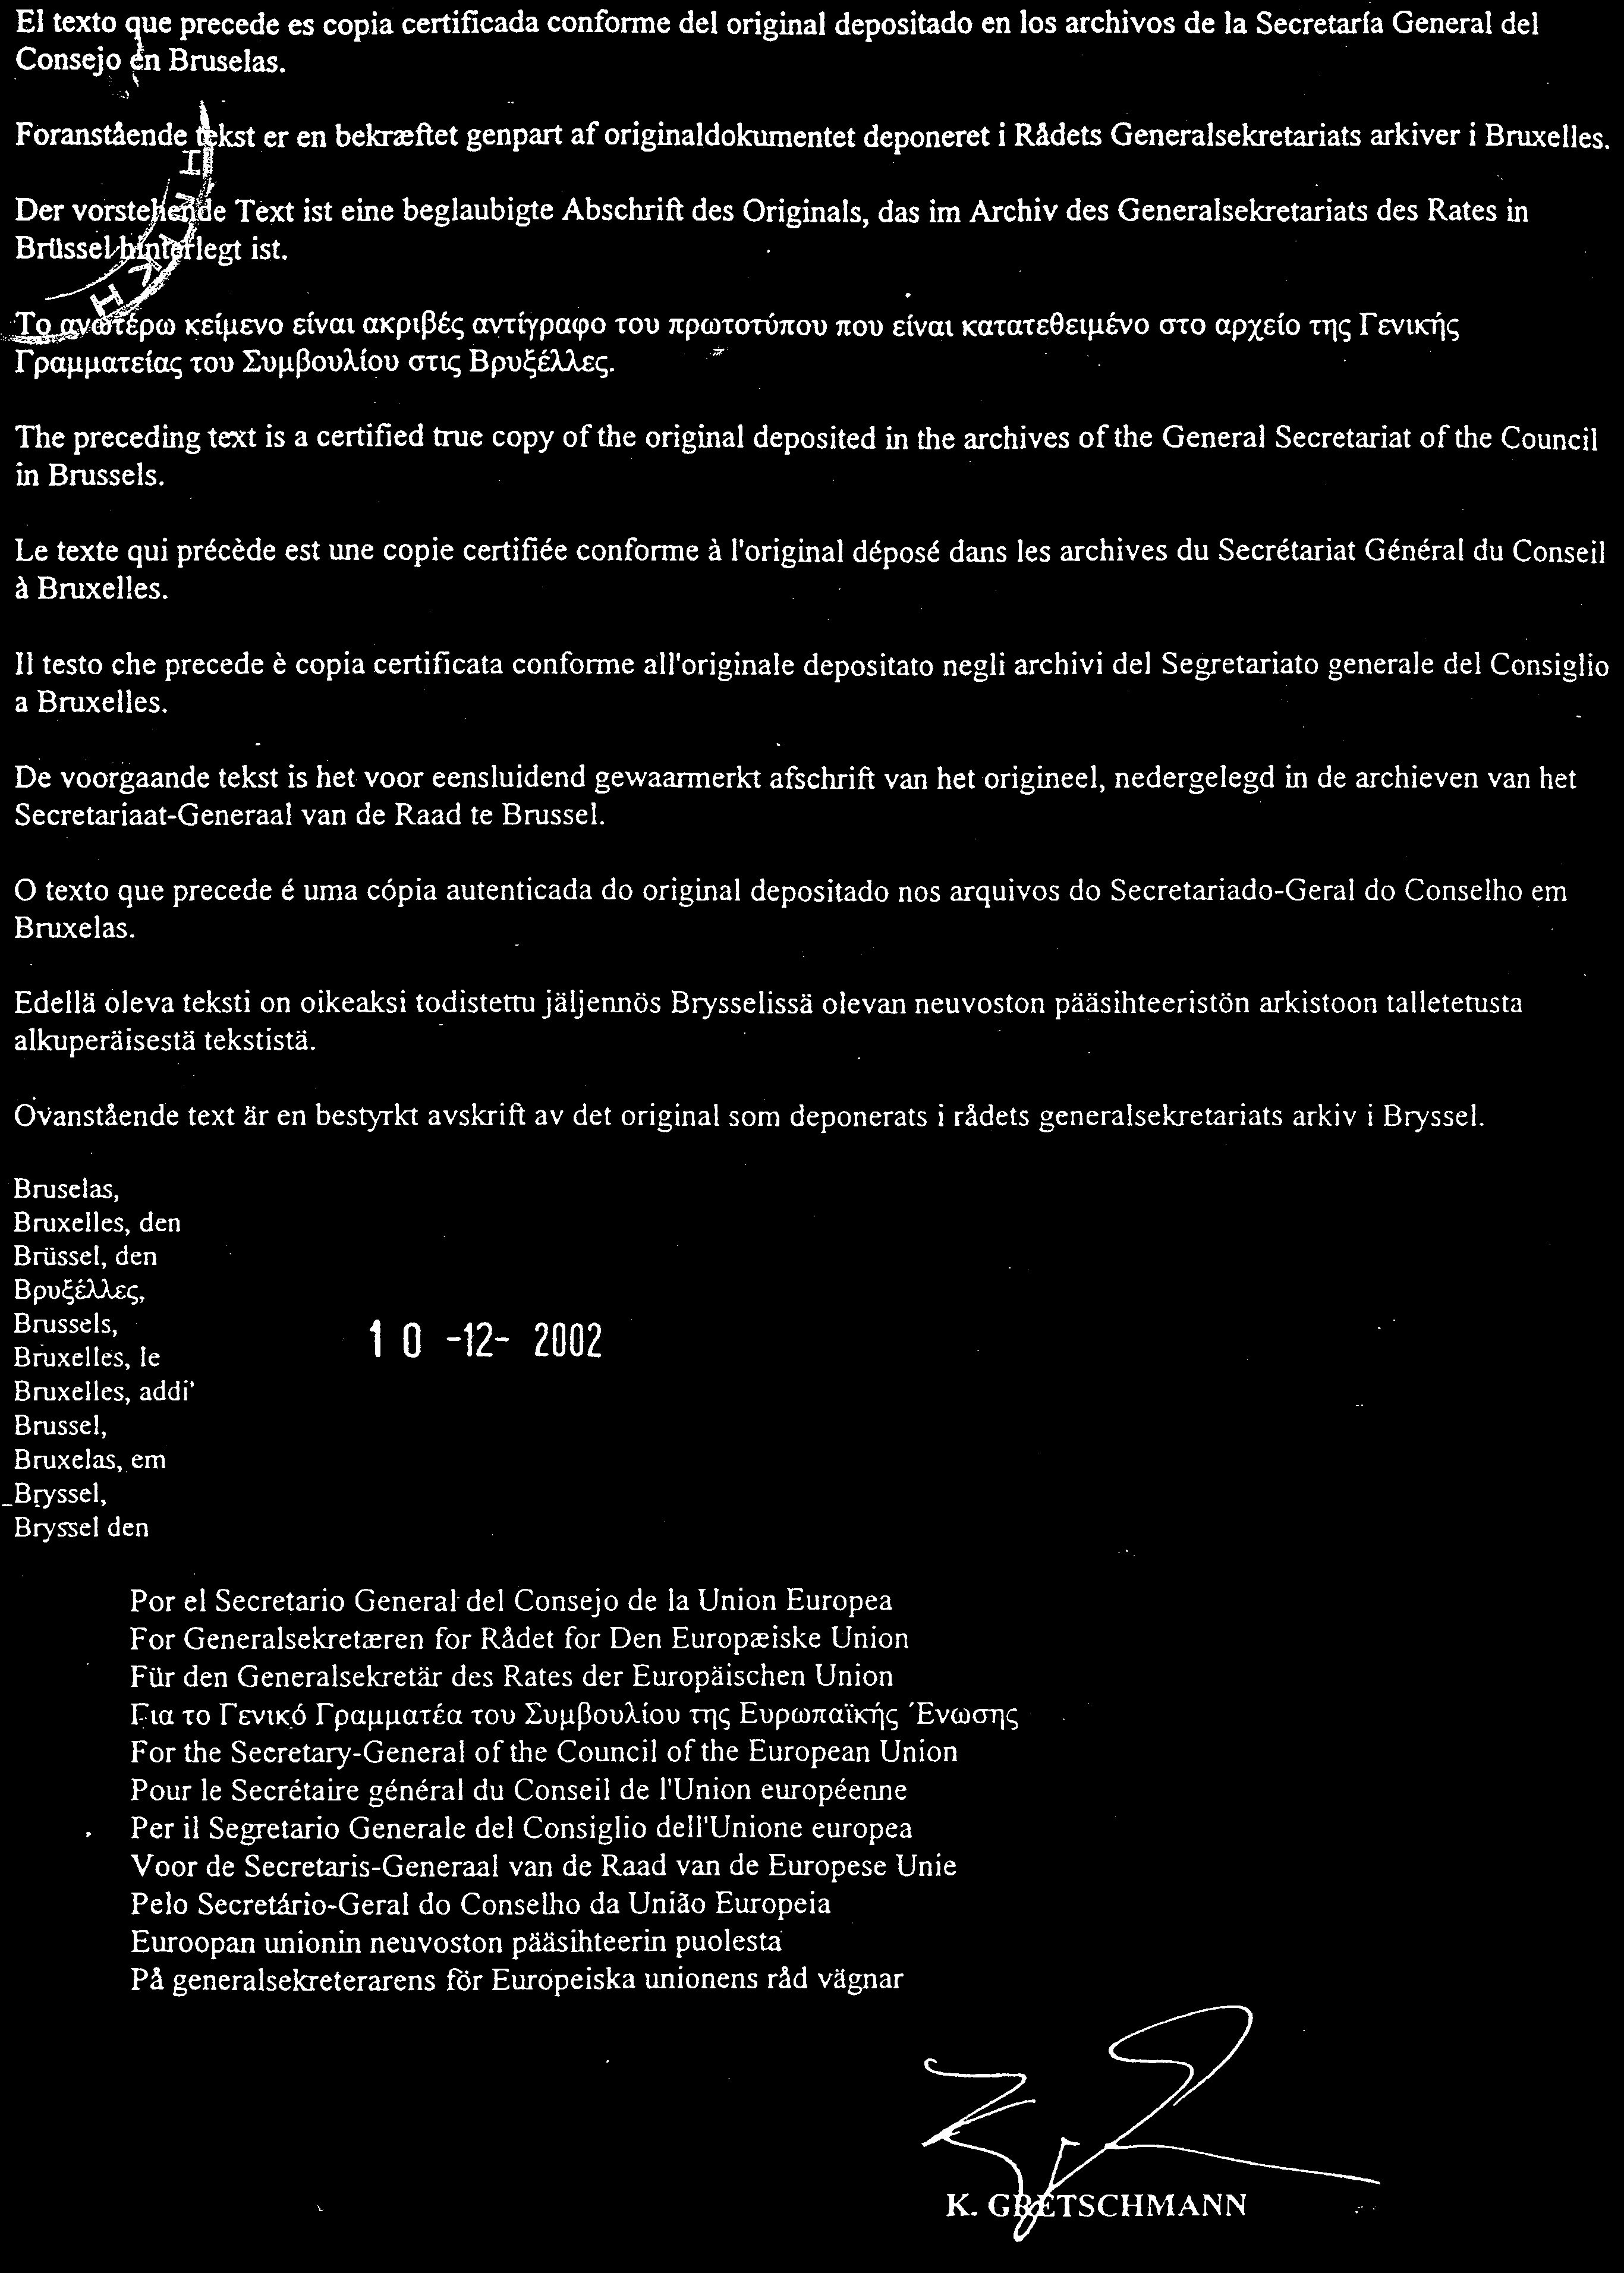 El texto que precede es copia certificada conforme del original depositado en los archivos de la Secretaría General del
Consejo en Bruselas.
Foranstående tekst er en bekræftet genpart af originaldokumentet deponeret i Rådets Generalsekretariats arkiver i Bruxelles.
Der vorstehende Text ist eine beglaubigte Abschrift des Originals, das im Archiv des Generalsekretariats des Rates in
Brüssel hinterlegt ist.
Το ανωτέρω κείμενο είναι ακριβές αντίγραφο του πρωτοτύπου που είναι κατατεθειμένο στο αρχείο της Γενικής
Γραμματείας του Συμβουλίου στις Βρυξέλλες.
The preceding text is a certified true copy of the original deposited in the archives of the General Secretariat of the Council
in Brussels.
Le texte qui précède est une copie certifiée conforme à l'original déposé dans les archives du Secrétariat Général du Conseil
à Bruxelles.
Il testo che precede è copia certificata conforme all'originale depositato negli archivi del Segretariato generale del Consiglio
a Bruxelles.
De voorgaande tekst is het voor eensluidend gewaarmerkt afschrift van het origineel, nedergelegd in de archieven van het
Secretariaat-Generaal van de Raad te Brussel.
O texto que precede é uma cópia autenticada do original depositado nos arquivos do Secretariado-Geral do Conselho em
Bruxelas.
Edellä oleva teksti on oikeaksi todistettu jäljennös Brysselissä olevan neuvoston pääsihteeristön arkistoon talletetusta
alkuperäisestä tekstistä.
Ovanstående text är en bestyrkt avskrift av det original som deponerats i rådets generalsekretariats arkiv i Bryssel.
Bruselas,
Bruxelles, den
Brüssel, den
Βρυξέλλες,
Brussels,
Bruxelles, le
Bruxelles, addi'
Brussel,
Bruxelas, em
Bryssel,
Bryssel den
1 0 -12- 2002
Por el Secretario General del Consejo de la Union Europea
For Generalsekretæren for Rådet for Den Europæiske Union
Für den Generalsekretär des Rates der Europäischen Union
Για το Γενικό Γραμματέα του Συμβουλίου της Ευρωπαϊκής Ένωσης
For the Secretary-General of the Council of the European Union
Pour le Secrétaire général du Conseil de l'Union européenne
Per il Segretario Generale del Consiglio dell'Unione europea
Voor de Secretaris-Generaal van de Raad van de Europese Unie
Pelo Secretário-Geral do Conselho da União Europeia
Euroopan unionin neuvoston pääsihteerin puolesta
På generalsekreterarens för Europeiska unionens råd vägnar
K. GRETSCHMANN